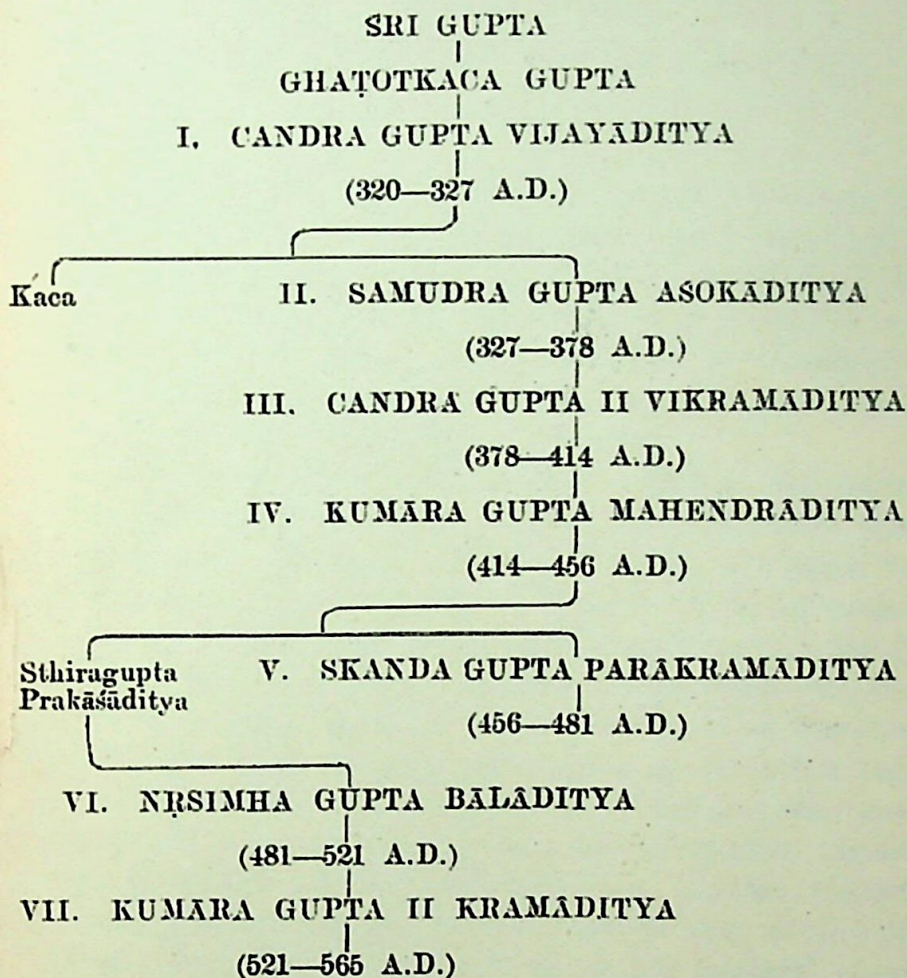 ŚRI GUPTA
GHAṬOTKACA GUPTA
I. CANDRA GUPTA VIJAYĀDITYA
(320—327 A.D.)
Kaca II. SAMUDRA GUPTA AŚOKĀDITYA
(327—378 A.D.)
III. CANDRA GUPTA II VIKRAMĀDITYA
(378—414 A.D.)
IV. KUMĀRA GUPTA MAHENDRĀDITYA
(414—456 A.D.)
Sthiragupta V. SKANDA GUPTA PARĀKRAMĀDITYA
Prakāśāditya
(456—481 A.D.)
VI. NṚSIMHA GUPTA BĀLĀDITYA
(481—521 A.D.)
VII. KUMĀRA GUPTA II KRAMĀDITYA
(521—565 A.D.)